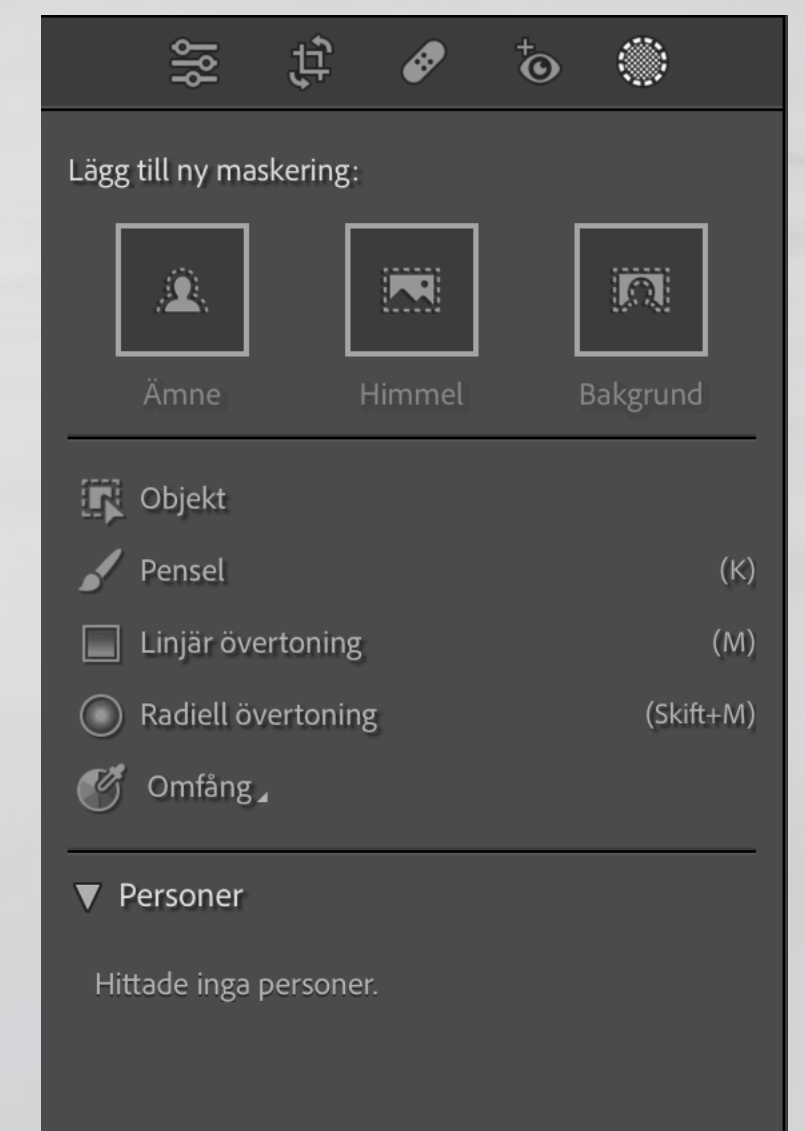 Lägg till ny maskering:
Ämne Himmel Bakgrund
Objekt
Pensel (K)
Linjär övertoning (M)
Radiell övertoning (Skift+M)
Omfång
Personer
Hittade inga personer.